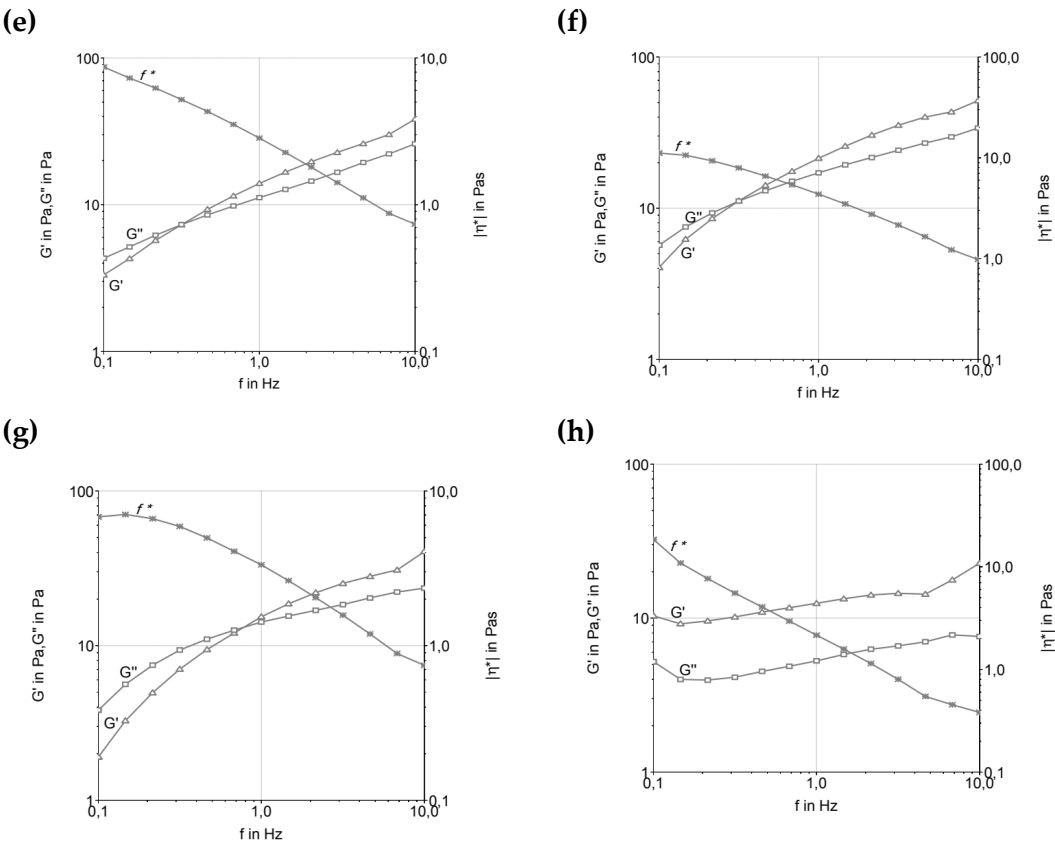 (e)
100
10
1
G' in Pa,G'' in Pa
f *
G''
G'
10,0
1,0
0,1
|η*| in Pas
0,1
1,0
10,0
f in Hz
(f)
100
10
1
G' in Pa,G'' in Pa
f *
G''
G'
100,0
10,0
1,0
0,1
|η*| in Pas
0,1
1,0
10,0
f in Hz
(g)
100
10
1
G' in Pa,G'' in Pa
f *
G''
G'
10,0
1,0
0,1
|η*| in Pas
0,1
1,0
10,0
f in Hz
(h)
100
10
1
G' in Pa,G'' in Pa
f *
G'
G''
100,0
10,0
1,0
0,1
|η*| in Pas
0,1
1,0
10,0
f in Hz